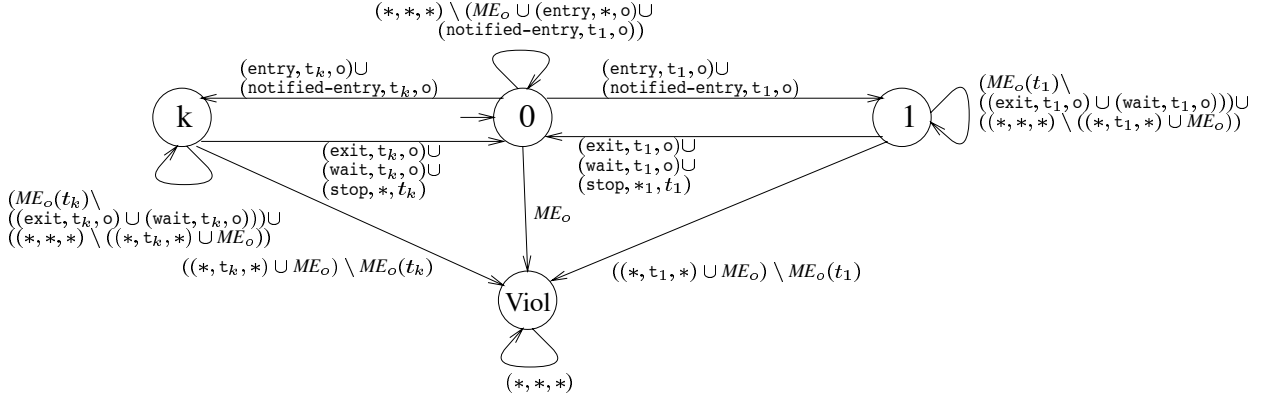 (∗, ∗, ∗) \ (ME_o ∪ (entry, ∗, o)∪
(notified-entry, t_1, o))
(entry, t_k, o)∪
(notified-entry, t_k, o)
(entry, t_1, o)∪
(notified-entry, t_1, o)
(ME_o(t_1)\
((exit, t_1, o) ∪ (wait, t_1, o)))∪
((∗, ∗, ∗) \ ((∗, t_1, ∗) ∪ ME_o))
k
0
1
(exit, t_k, o)∪
(wait, t_k, o)∪
(stop, ∗, t_k)
(exit, t_1, o)∪
(wait, t_1, o)∪
(stop, ∗_1, t_1)
(ME_o(t_k)\
((exit, t_k, o) ∪ (wait, t_k, o)))∪
((∗, ∗, ∗) \ ((∗, t_k, ∗) ∪ ME_o))
ME_o
((∗, t_k, ∗) ∪ ME_o) \ ME_o(t_k)
((∗, t_1, ∗) ∪ ME_o) \ ME_o(t_1)
Viol
(∗, ∗, ∗)